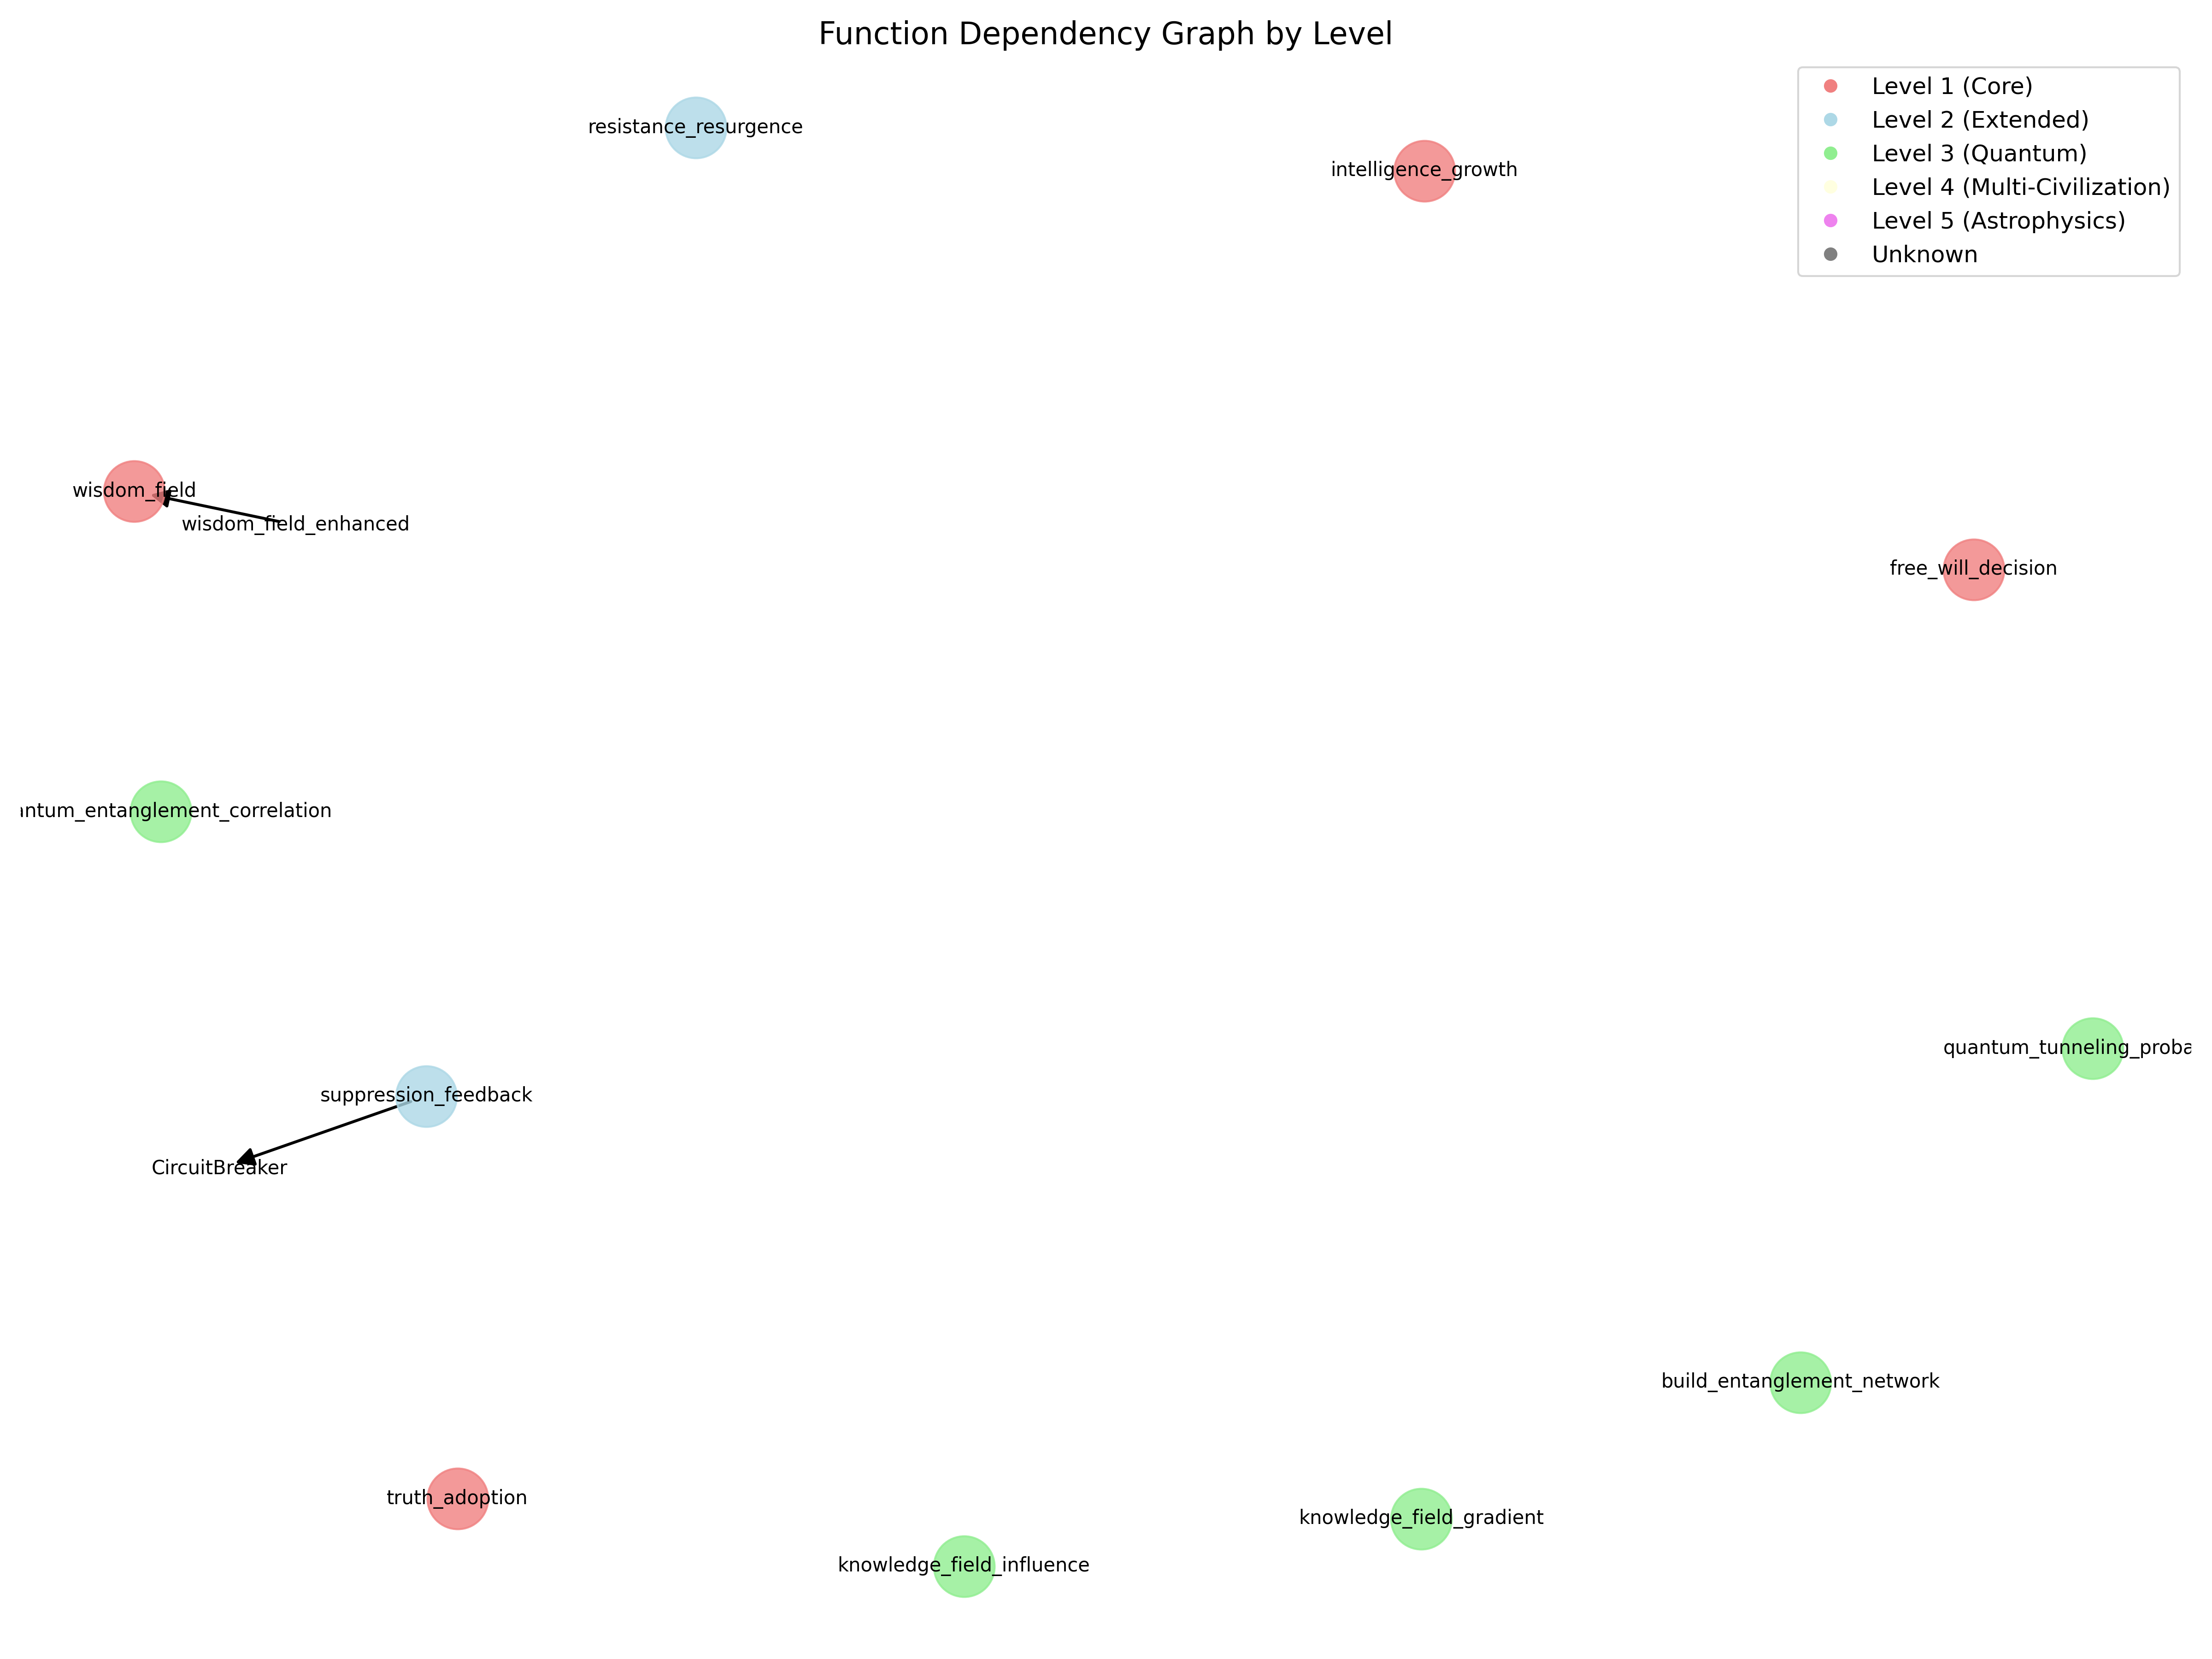 Function Dependency Graph by Level
Level 1 (Core)
Level 2 (Extended)
Level 3 (Quantum)
Level 4 (Multi-Civilization)
Level 5 (Astrophysics)
Unknown
resistance_resurgence
intelligence_growth
wisdom_field
wisdom_field_enhanced
free_will_decision
ntum_entanglement_correlation
quantum_tunneling_proba
suppression_feedback
CircuitBreaker
build_entanglement_network
truth_adoption
knowledge_field_gradient
knowledge_field_influence